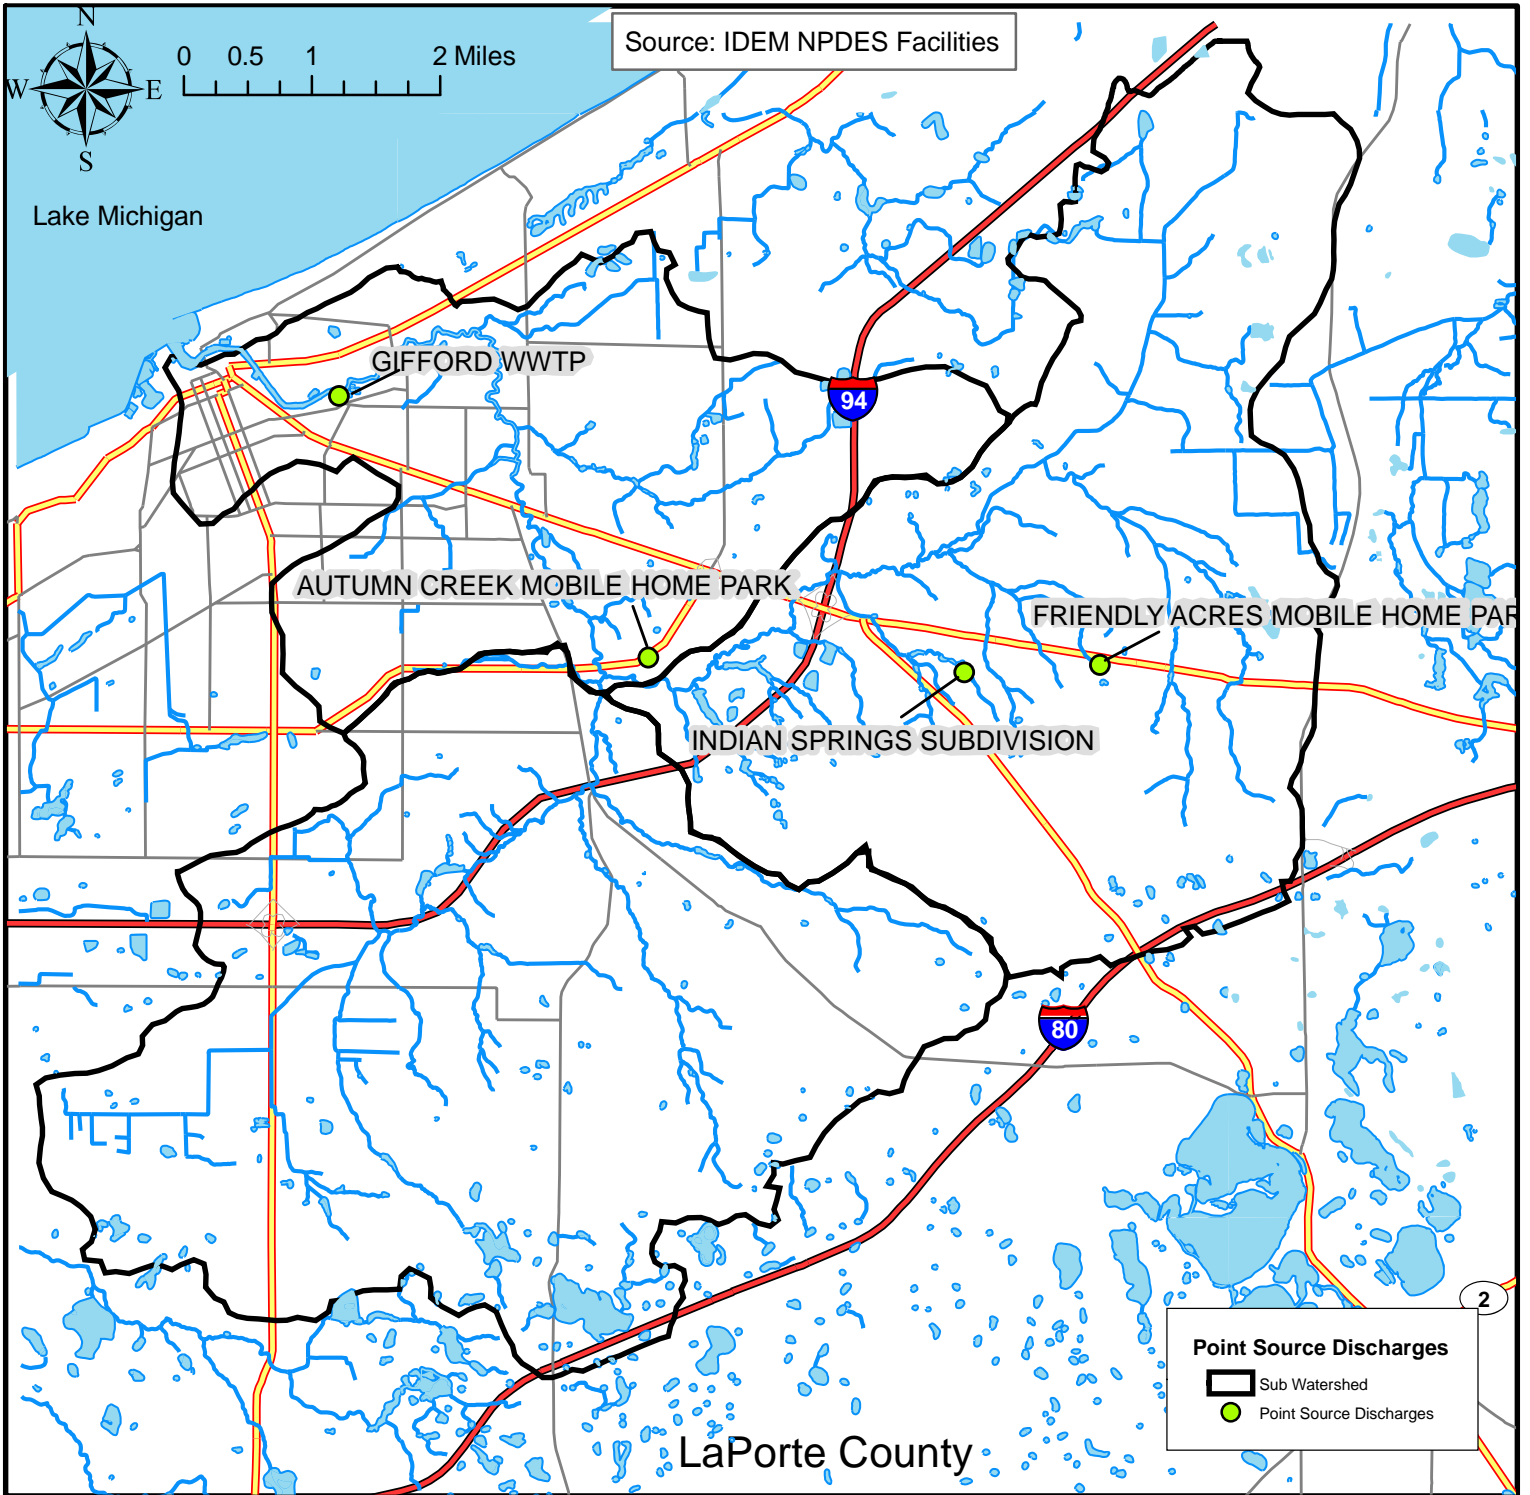 N
W
E
S
0 0.5 1 2 Miles
Source: IDEM NPDES Facilities
Lake Michigan
GIFFORD WWTP
94
AUTUMN CREEK MOBILE HOME PARK
FRIENDLY ACRES MOBILE HOME PAR
INDIAN SPRINGS SUBDIVISION
80
2
Point Source Discharges
Sub Watershed
Point Source Discharges
LaPorte County